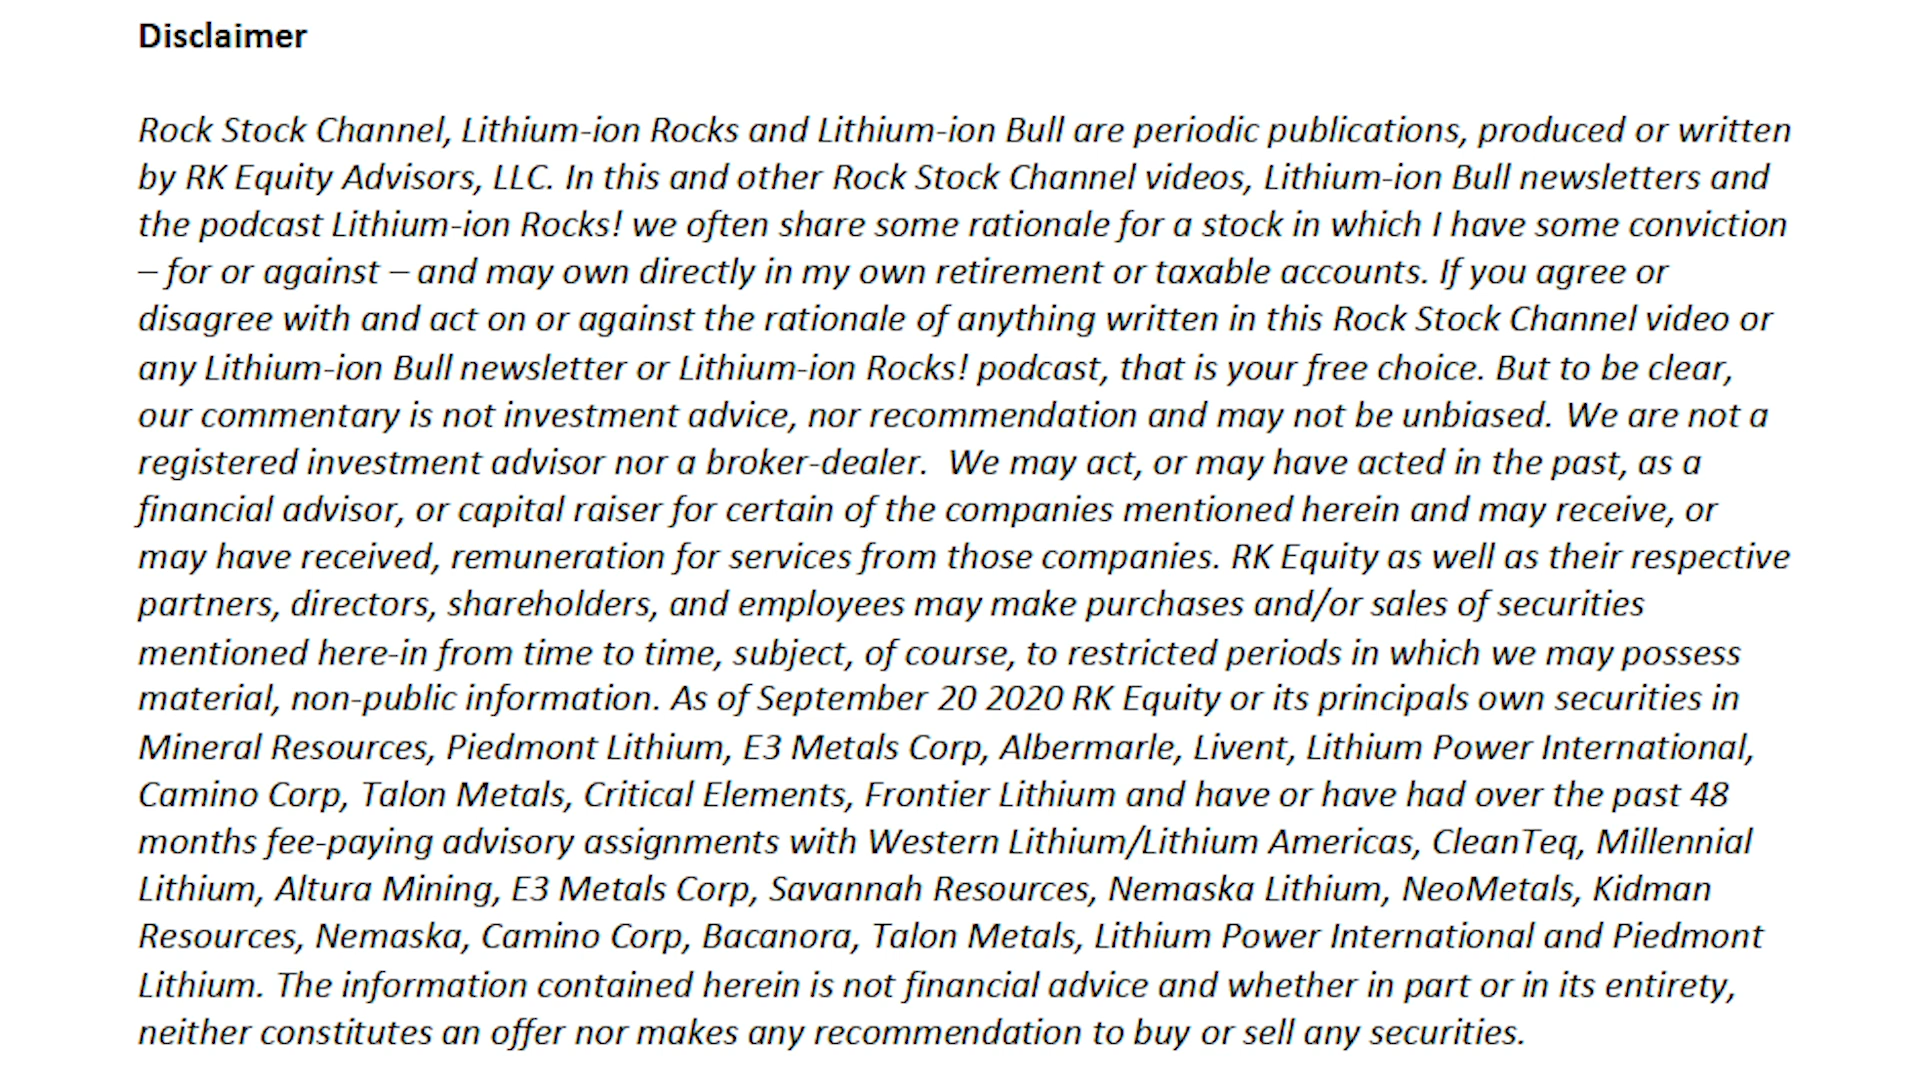 Disclaimer
Rock Stock Channel, Lithium-ion Rocks and Lithium-ion Bull are periodic publications, produced or written
by RK Equity Advisors, LLC. In this and other Rock Stock Channel videos, Lithium-ion Bull newsletters and
the podcast Lithium-ion Rocks! we often share some rationale for a stock in which I have some conviction
– for or against – and may own directly in my own retirement or taxable accounts. If you agree or
disagree with and act on or against the rationale of anything written in this Rock Stock Channel video or
any Lithium-ion Bull newsletter or Lithium-ion Rocks! podcast, that is your free choice. But to be clear,
our commentary is not investment advice, nor recommendation and may not be unbiased. We are not a
registered investment advisor nor a broker-dealer.  We may act, or may have acted in the past, as a
financial advisor, or capital raiser for certain of the companies mentioned herein and may receive, or
may have received, remuneration for services from those companies. RK Equity as well as their respective
partners, directors, shareholders, and employees may make purchases and/or sales of securities
mentioned here-in from time to time, subject, of course, to restricted periods in which we may possess
material, non-public information. As of September 20 2020 RK Equity or its principals own securities in
Mineral Resources, Piedmont Lithium, E3 Metals Corp, Albermarle, Livent, Lithium Power International,
Camino Corp, Talon Metals, Critical Elements, Frontier Lithium and have or have had over the past 48
months fee-paying advisory assignments with Western Lithium/Lithium Americas, CleanTeq, Millennial
Lithium, Altura Mining, E3 Metals Corp, Savannah Resources, Nemaska Lithium, NeoMetals, Kidman
Resources, Nemaska, Camino Corp, Bacanora, Talon Metals, Lithium Power International and Piedmont
Lithium. The information contained herein is not financial advice and whether in part or in its entirety,
neither constitutes an offer nor makes any recommendation to buy or sell any securities.